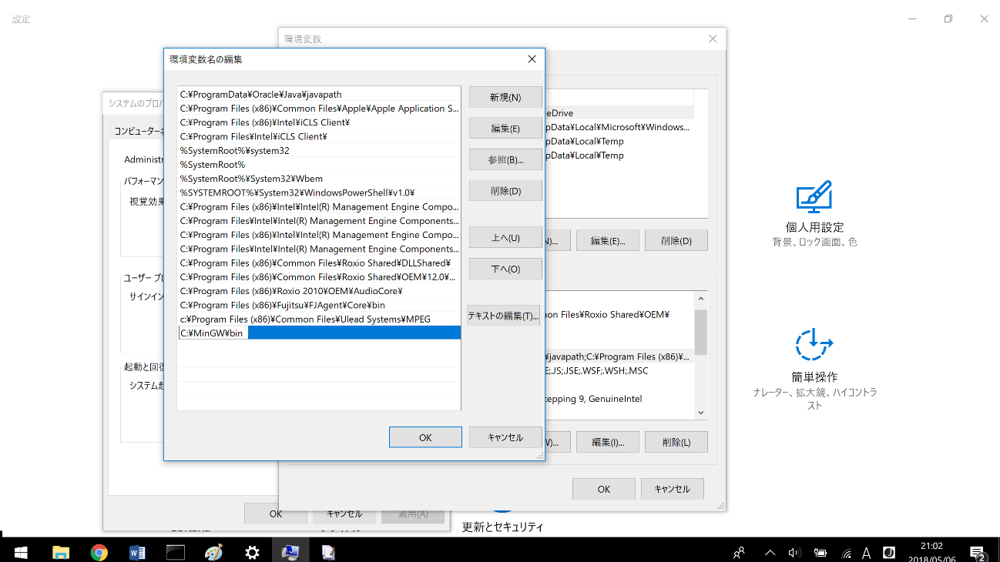 設定
環境変数
環境変数名の編集
C:¥ProgramData¥Oracle¥Java¥javapath
C:¥Program Files (x86)¥Common Files¥Apple¥Apple Application S...
C:¥Program Files (x86)¥Intel¥iCLS Client¥
C:¥Program Files¥Intel¥iCLS Client¥
%SystemRoot%¥system32
%SystemRoot%
%SystemRoot%¥System32¥Wbem
%SYSTEMROOT%¥System32¥WindowsPowerShell¥v1.0¥
C:¥Program Files (x86)¥Intel¥Intel(R) Management Engine Compo...
C:¥Program Files¥Intel¥Intel(R) Management Engine Components...
C:¥Program Files (x86)¥Intel¥Intel(R) Management Engine Compo...
C:¥Program Files¥Intel¥Intel(R) Management Engine Components...
C:¥Program Files (x86)¥Common Files¥Roxio Shared¥DLLShared¥
C:¥Program Files (x86)¥Common Files¥Roxio Shared¥OEM¥12.0¥...
C:¥Program Files (x86)¥Roxio 2010¥OEM¥AudioCore¥
C:¥Program Files (x86)¥Fujitsu¥FJAgent¥Core¥bin
c:¥Program Files (x86)¥Common Files¥Ulead Systems¥MPEG
C:¥MinGW¥bin
新規(N)
編集(E)
参照(B)...
削除(D)
上へ(U)
下へ(O)
テキストの編集(T)...
OK
キャンセル
システムのプロパ
コンピューター名
Administr
パフォーマン
視覚効果
ユーザー プロ
サインイン
起動と回復
システム起
OK
キャンセル
適用(A)
eDrive
pData¥Local¥Microsoft¥Windows...
pData¥Local¥Temp
pData¥Local¥Temp
N)...
編集(E)...
削除(D)
on Files¥Roxio Shared¥OEM¥
¥javapath;C:¥Program Files (x86)¥...
E;.JS;.JSE;.WSF;.WSH;.MSC
tepping 9, GenuineIntel
W)...
編集(I)...
削除(L)
OK
キャンセル
個人用設定
背景、ロック画面、色
簡単操作
ナレーター、拡大鏡、ハイコントラ
スト
更新とセキュリティ
A
21:02
2018/05/06
2